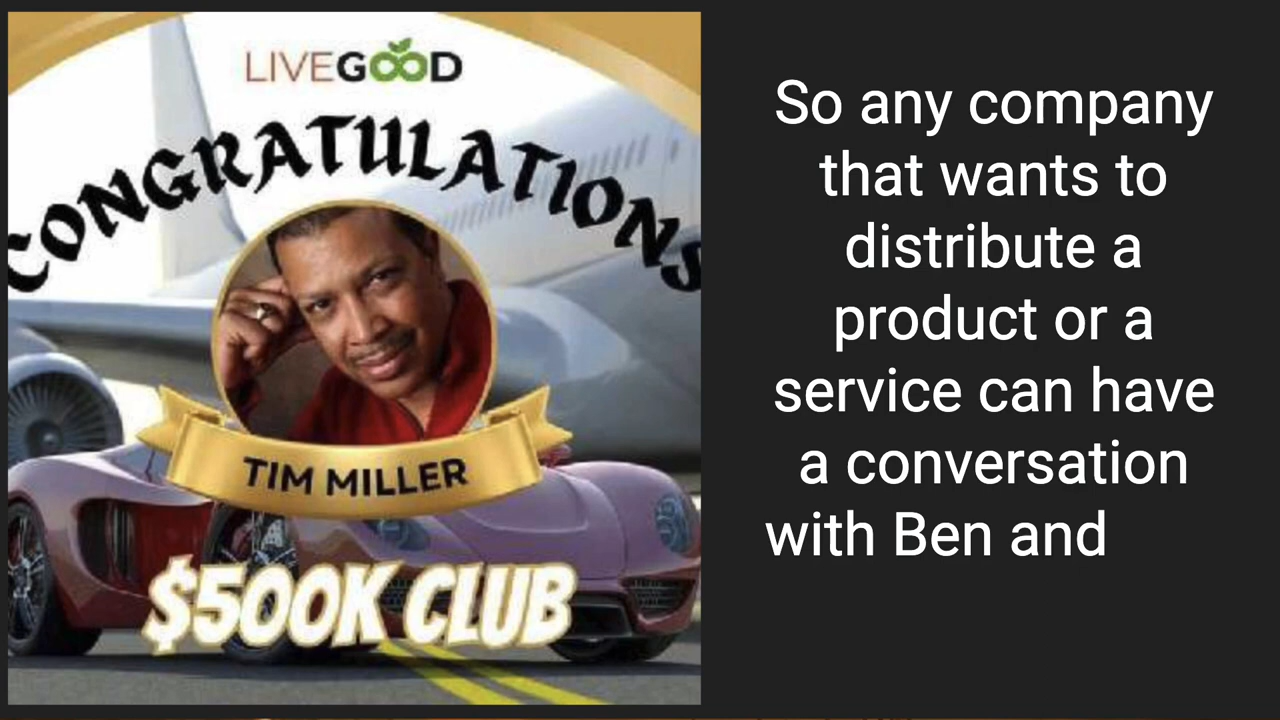 LIVEGOOD
CONGRATULATIONS
TIM MILLER
$500K CLUB
So any company
that wants to
distribute a
product or a
service can have
a conversation
with Ben and